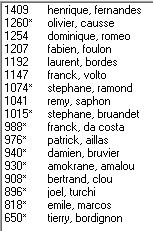 1409 henrique, fernandes
1260* olivier, causse
1254 dominique, romeo
1207 fabien, foulon
1192 laurent, bordes
1147 franck, volto
1074* stephane, ramond
1041 remy, saphon
1015* stephane, bruandet
988* franck, da costa
976* patrick, aillas
940* damien, bruvier
930* amokrane, amalou
908* bertrand, clou
896* joel, turchi
818* emile, marcos
650* tierry, bordignon